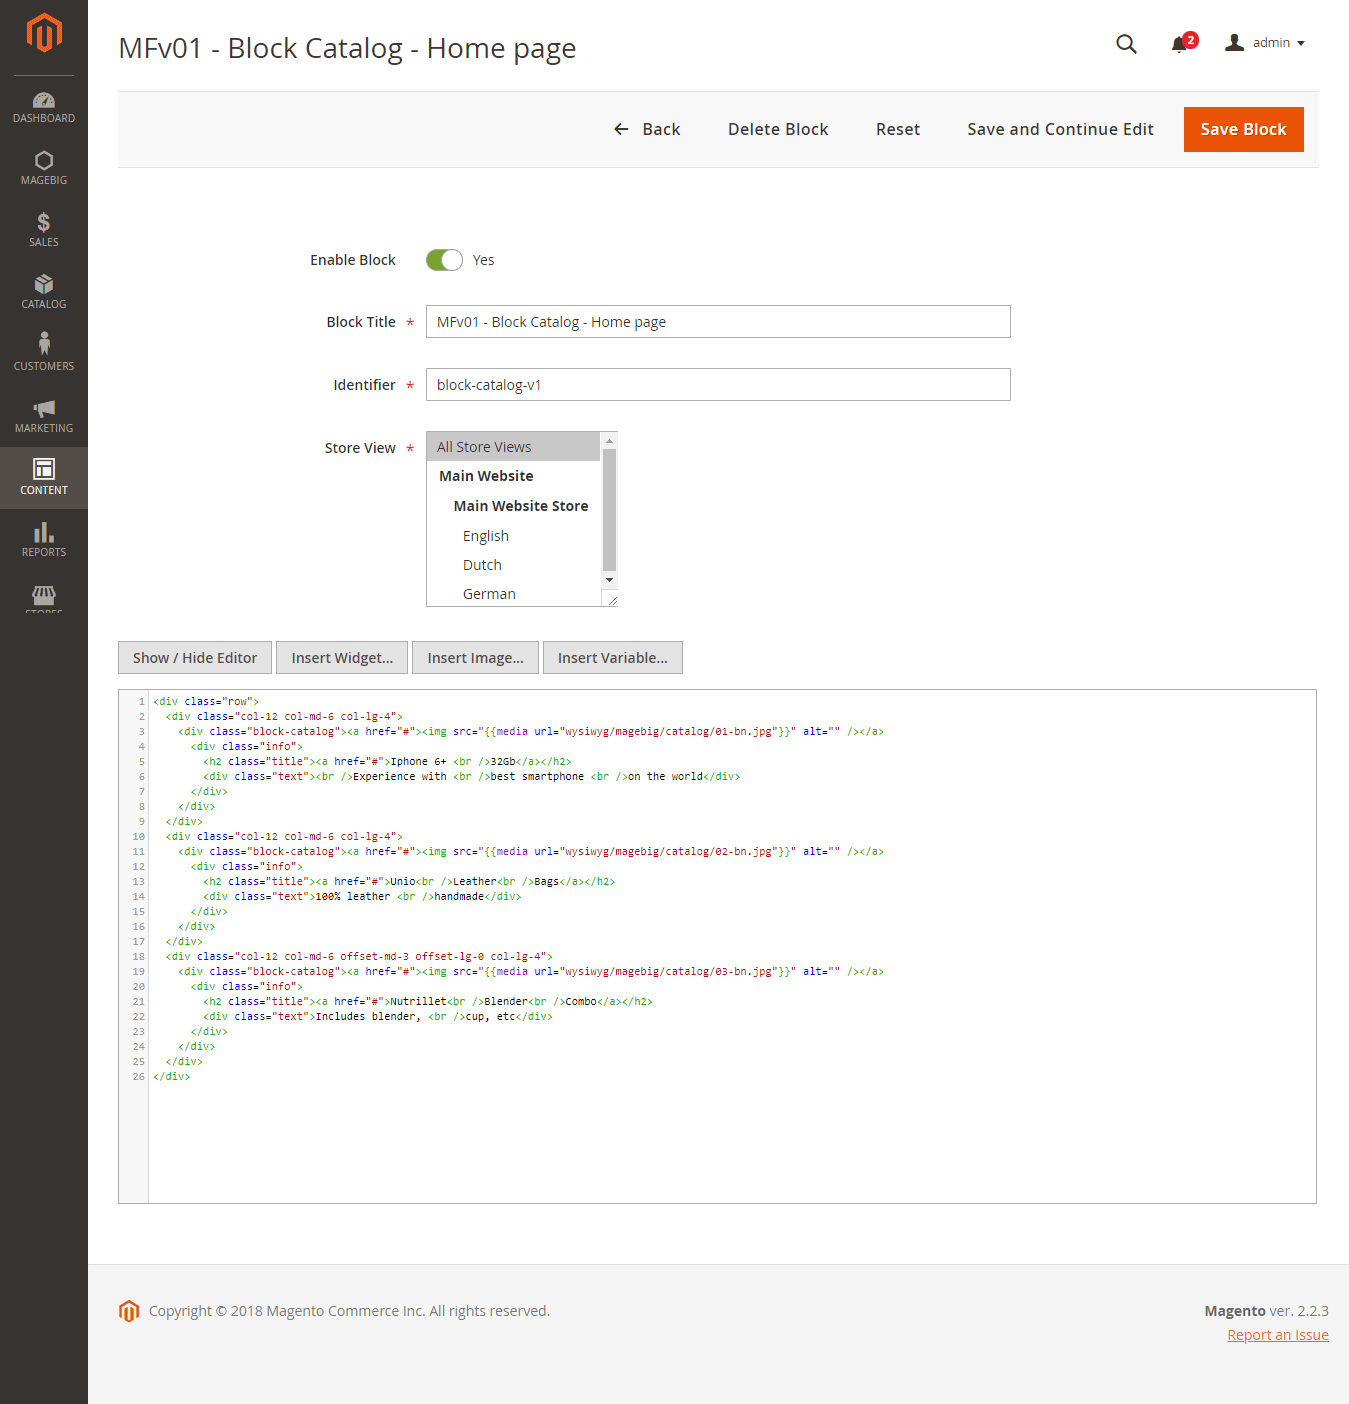 MFv01 - Block Catalog - Home page
2
admin
DASHBOARD
MAGEBIG
SALES
CATALOG
CUSTOMERS
MARKETING
CONTENT
REPORTS
STORES
Back
Delete Block
Reset
Save and Continue Edit
Save Block
Enable Block
Yes
Block Title *
MFv01 - Block Catalog - Home page
Identifier *
block-catalog-v1
Store View *
All Store Views
Main Website
Main Website Store
English
Dutch
German
Show / Hide Editor
Insert Widget...
Insert Image...
Insert Variable...
1 <div class="row">
2 <div class="col-12 col-md-6 col-lg-4">
3 <div class="block-catalog"><a href="#"><img src="{{media url="wysiwyg/magebig/catalog/01-bn.jpg"}}" alt="" /></a>
4 <div class="info">
5 <h2 class="title"><a href="#">Iphone 6+ <br />32Gb</a></h2>
6 <div class="text"><br />Experience with <br />best smartphone <br />on the world</div>
7 </div>
8 </div>
9 </div>
10 <div class="col-12 col-md-6 col-lg-4">
11 <div class="block-catalog"><a href="#"><img src="{{media url="wysiwyg/magebig/catalog/02-bn.jpg"}}" alt="" /></a>
12 <div class="info">
13 <h2 class="title"><a href="#">Unio<br />Leather<br />Bags</a></h2>
14 <div class="text">100% leather <br />handmade</div>
15 </div>
16 </div>
17 </div>
18 <div class="col-12 col-md-6 offset-md-3 offset-lg-0 col-lg-4">
19 <div class="block-catalog"><a href="#"><img src="{{media url="wysiwyg/magebig/catalog/03-bn.jpg"}}" alt="" /></a>
20 <div class="info">
21 <h2 class="title"><a href="#">Nutrillet<br />Blender<br />Combo</a></h2>
22 <div class="text">Includes blender, <br />cup, etc</div>
23 </div>
24 </div>
25 </div>
26 </div>
Copyright © 2018 Magento Commerce Inc. All rights reserved.
Magento ver. 2.2.3
Report an Issue